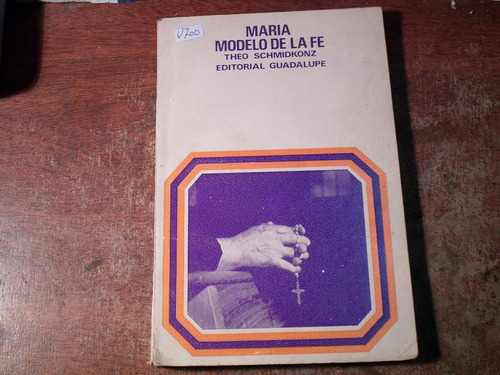 V700
MARIA
MODELO DE LA FE
THEO SCHMIDKONZ
EDITORIAL GUADALUPE